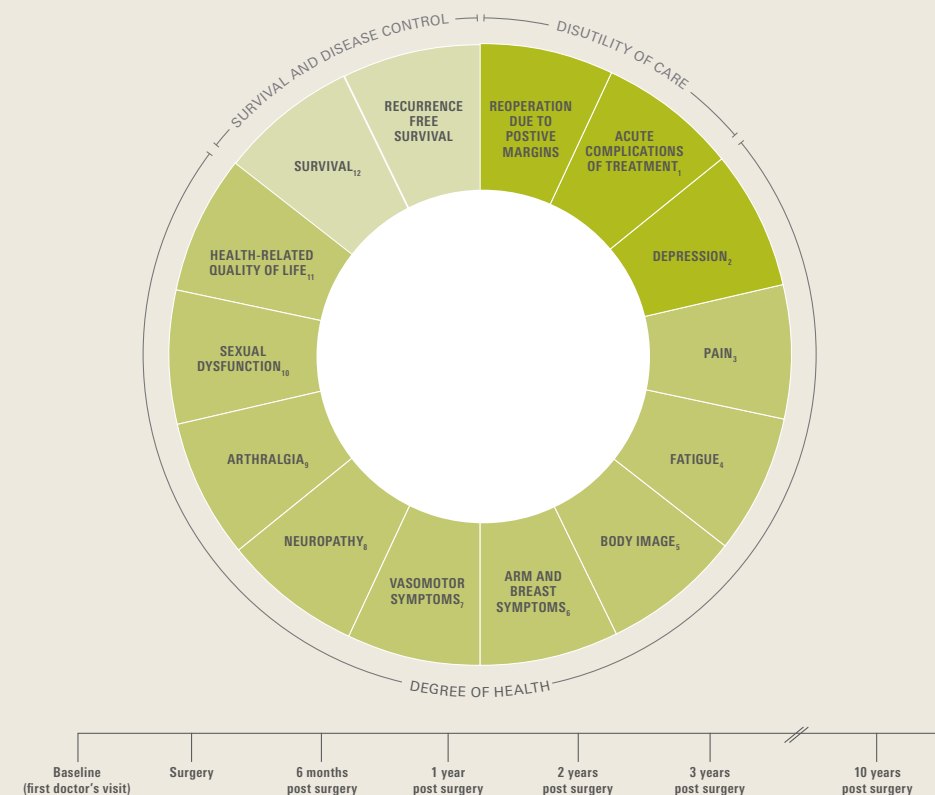 SURVIVAL AND DISEASE CONTROL
DISUTILITY OF CARE
RECURRENCE
FREE
SURVIVAL
REOPERATION
DUE TO
POSTIVE
MARGINS
ACUTE
COMPLICATIONS
OF TREATMENT1
DEPRESSION2
PAIN3
FATIGUE4
BODY IMAGE5
ARM AND
BREAST
SYMPTOMS6
VASOMOTOR
SYMPTOMS7
NEUROPATHY8
ARTHRALGIA9
SEXUAL
DYSFUNCTION10
HEALTH-RELATED
QUALITY OF LIFE11
SURVIVAL12
DEGREE OF HEALTH
Baseline
(first doctor's visit)
Surgery
6 months
post surgery
1 year
post surgery
2 years
post surgery
3 years
post surgery
10 years
post surgery